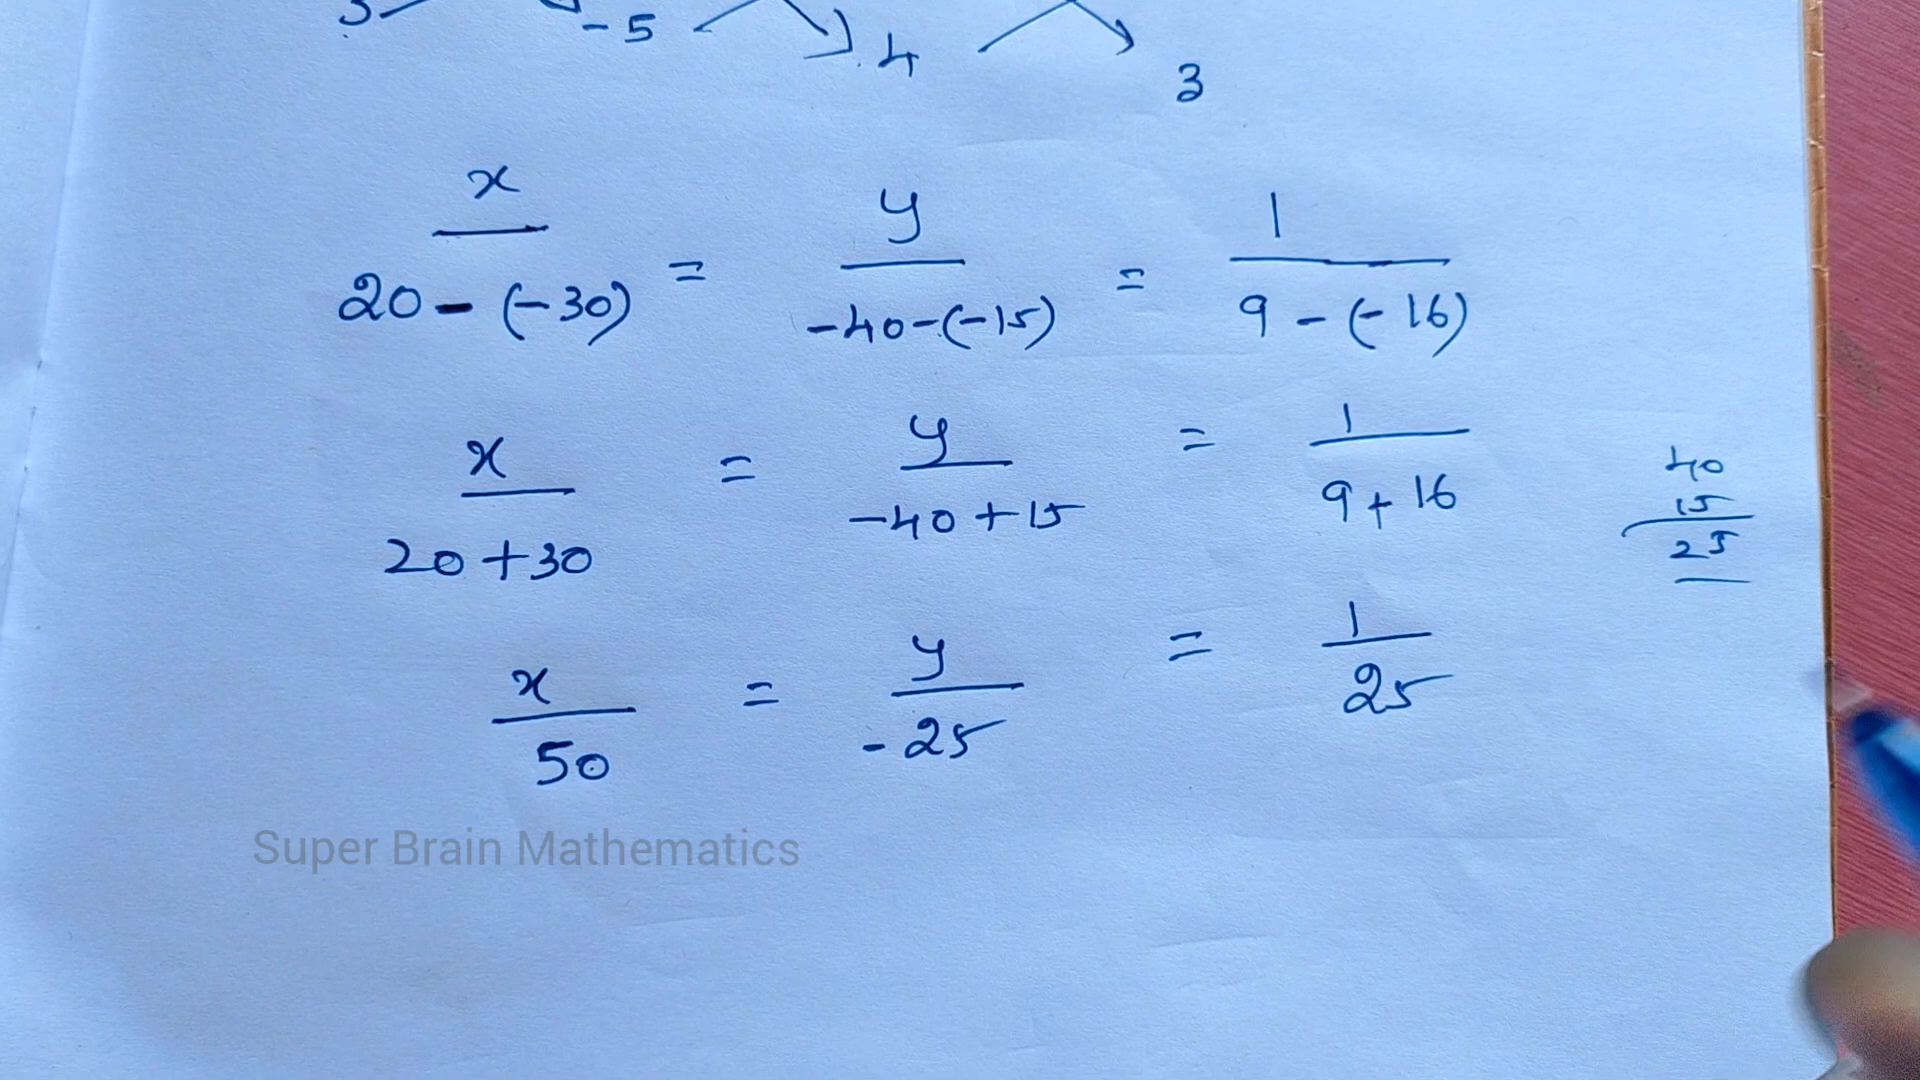 3 -5 4 3
x/20-(-30) = y/-40-(-15) = 1/9-(-16)
x/20+30 = y/-40+15 = 1/9+16
40
15
25
x/50 = y/-25 = 1/25
Super Brain Mathematics